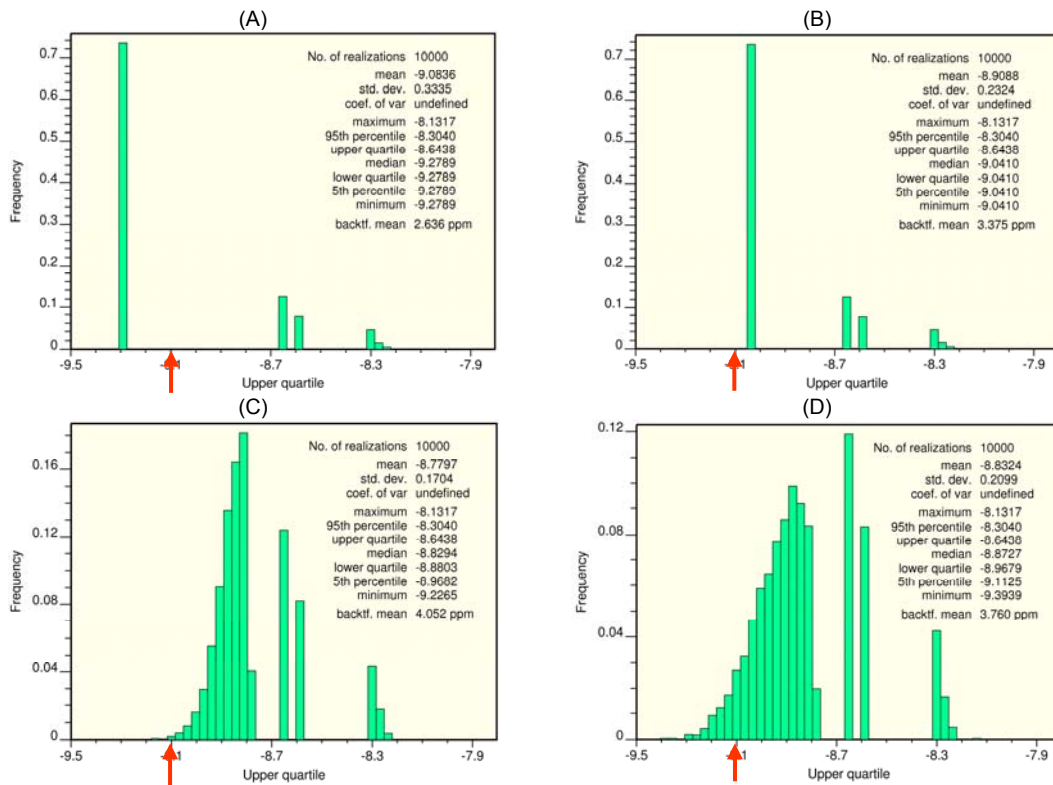 (A)
No. of realizations 10000
mean -9.0836
std. dev. 0.3335
coef. of var undefined
maximum -8.1317
95th percentile -8.3040
upper quartile -8.6438
median -9.2789
lower quartile -9.2789
5th percentile -9.2789
minimum -9.2789
backtf. mean 2.636 ppm
Frequency
0.7
0.6
0.5
0.4
0.3
0.2
0.1
0
-9.5
-8.7
-8.3
-7.9
Upper quartile
(B)
No. of realizations 10000
mean -8.9088
std. dev. 0.2324
coef. of var undefined
maximum -8.1317
95th percentile -8.3040
upper quartile -8.6438
median -9.0410
lower quartile -9.0410
5th percentile -9.0410
minimum -9.0410
backtf. mean 3.375 ppm
Frequency
0.7
0.6
0.5
0.4
0.3
0.2
0.1
0
-9.5
-8.7
-8.3
-7.9
Upper quartile
(C)
No. of realizations 10000
mean -8.7797
std. dev. 0.1704
coef. of var undefined
maximum -8.1317
95th percentile -8.3040
upper quartile -8.6438
median -8.8294
lower quartile -8.8803
5th percentile -8.9682
minimum -9.2265
backtf. mean 4.052 ppm
Frequency
0.16
0.12
0.08
0.04
0
-9.5
-8.7
-8.3
-7.9
Upper quartile
(D)
No. of realizations 10000
mean -8.8324
std. dev. 0.2099
coef. of var undefined
maximum -8.1317
95th percentile -8.3040
upper quartile -8.6438
median -8.8727
lower quartile -8.9679
5th percentile -9.1125
minimum -9.3939
backtf. mean 3.760 ppm
Frequency
0.12
0.08
0.04
0
-9.5
-8.7
-8.3
-7.9
Upper quartile